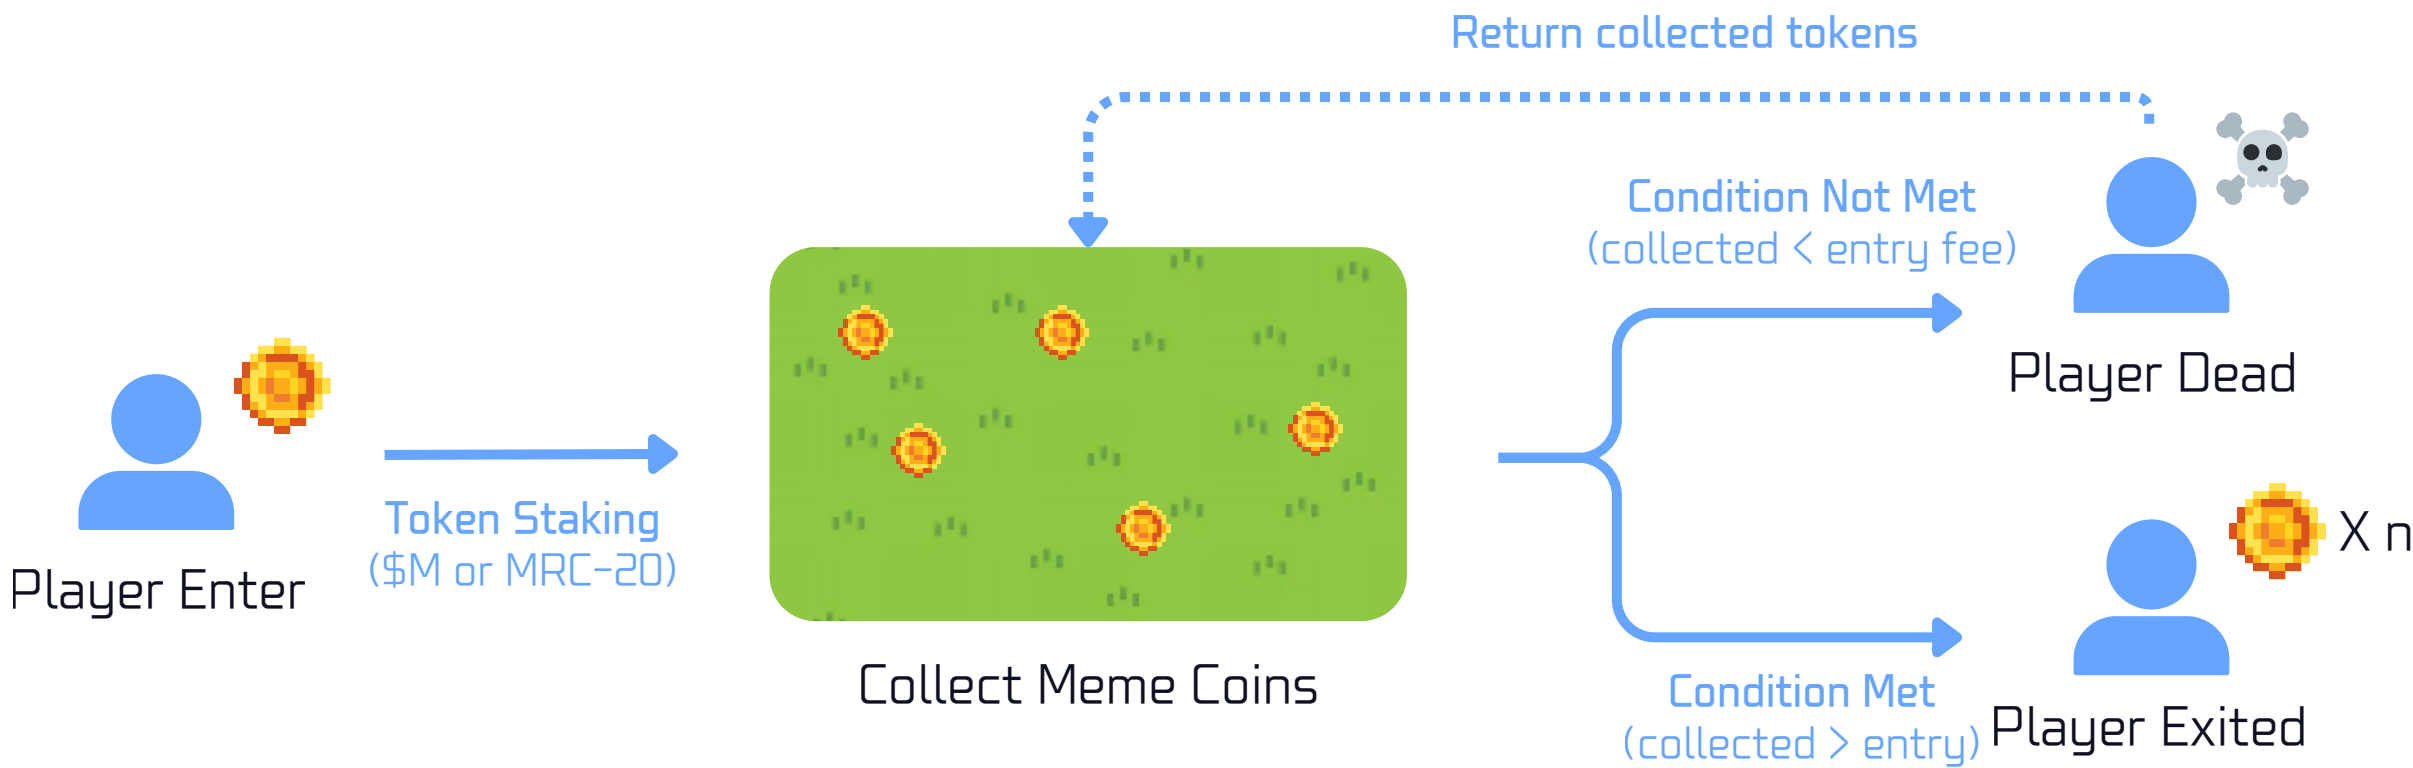 Return collected tokens
Condition Not Met
(collected < entry fee)
Player Dead
Token Staking
($M or MRC-20)
Player Enter
Collect Meme Coins
X n
Condition Met
(collected > entry)
Player Exited